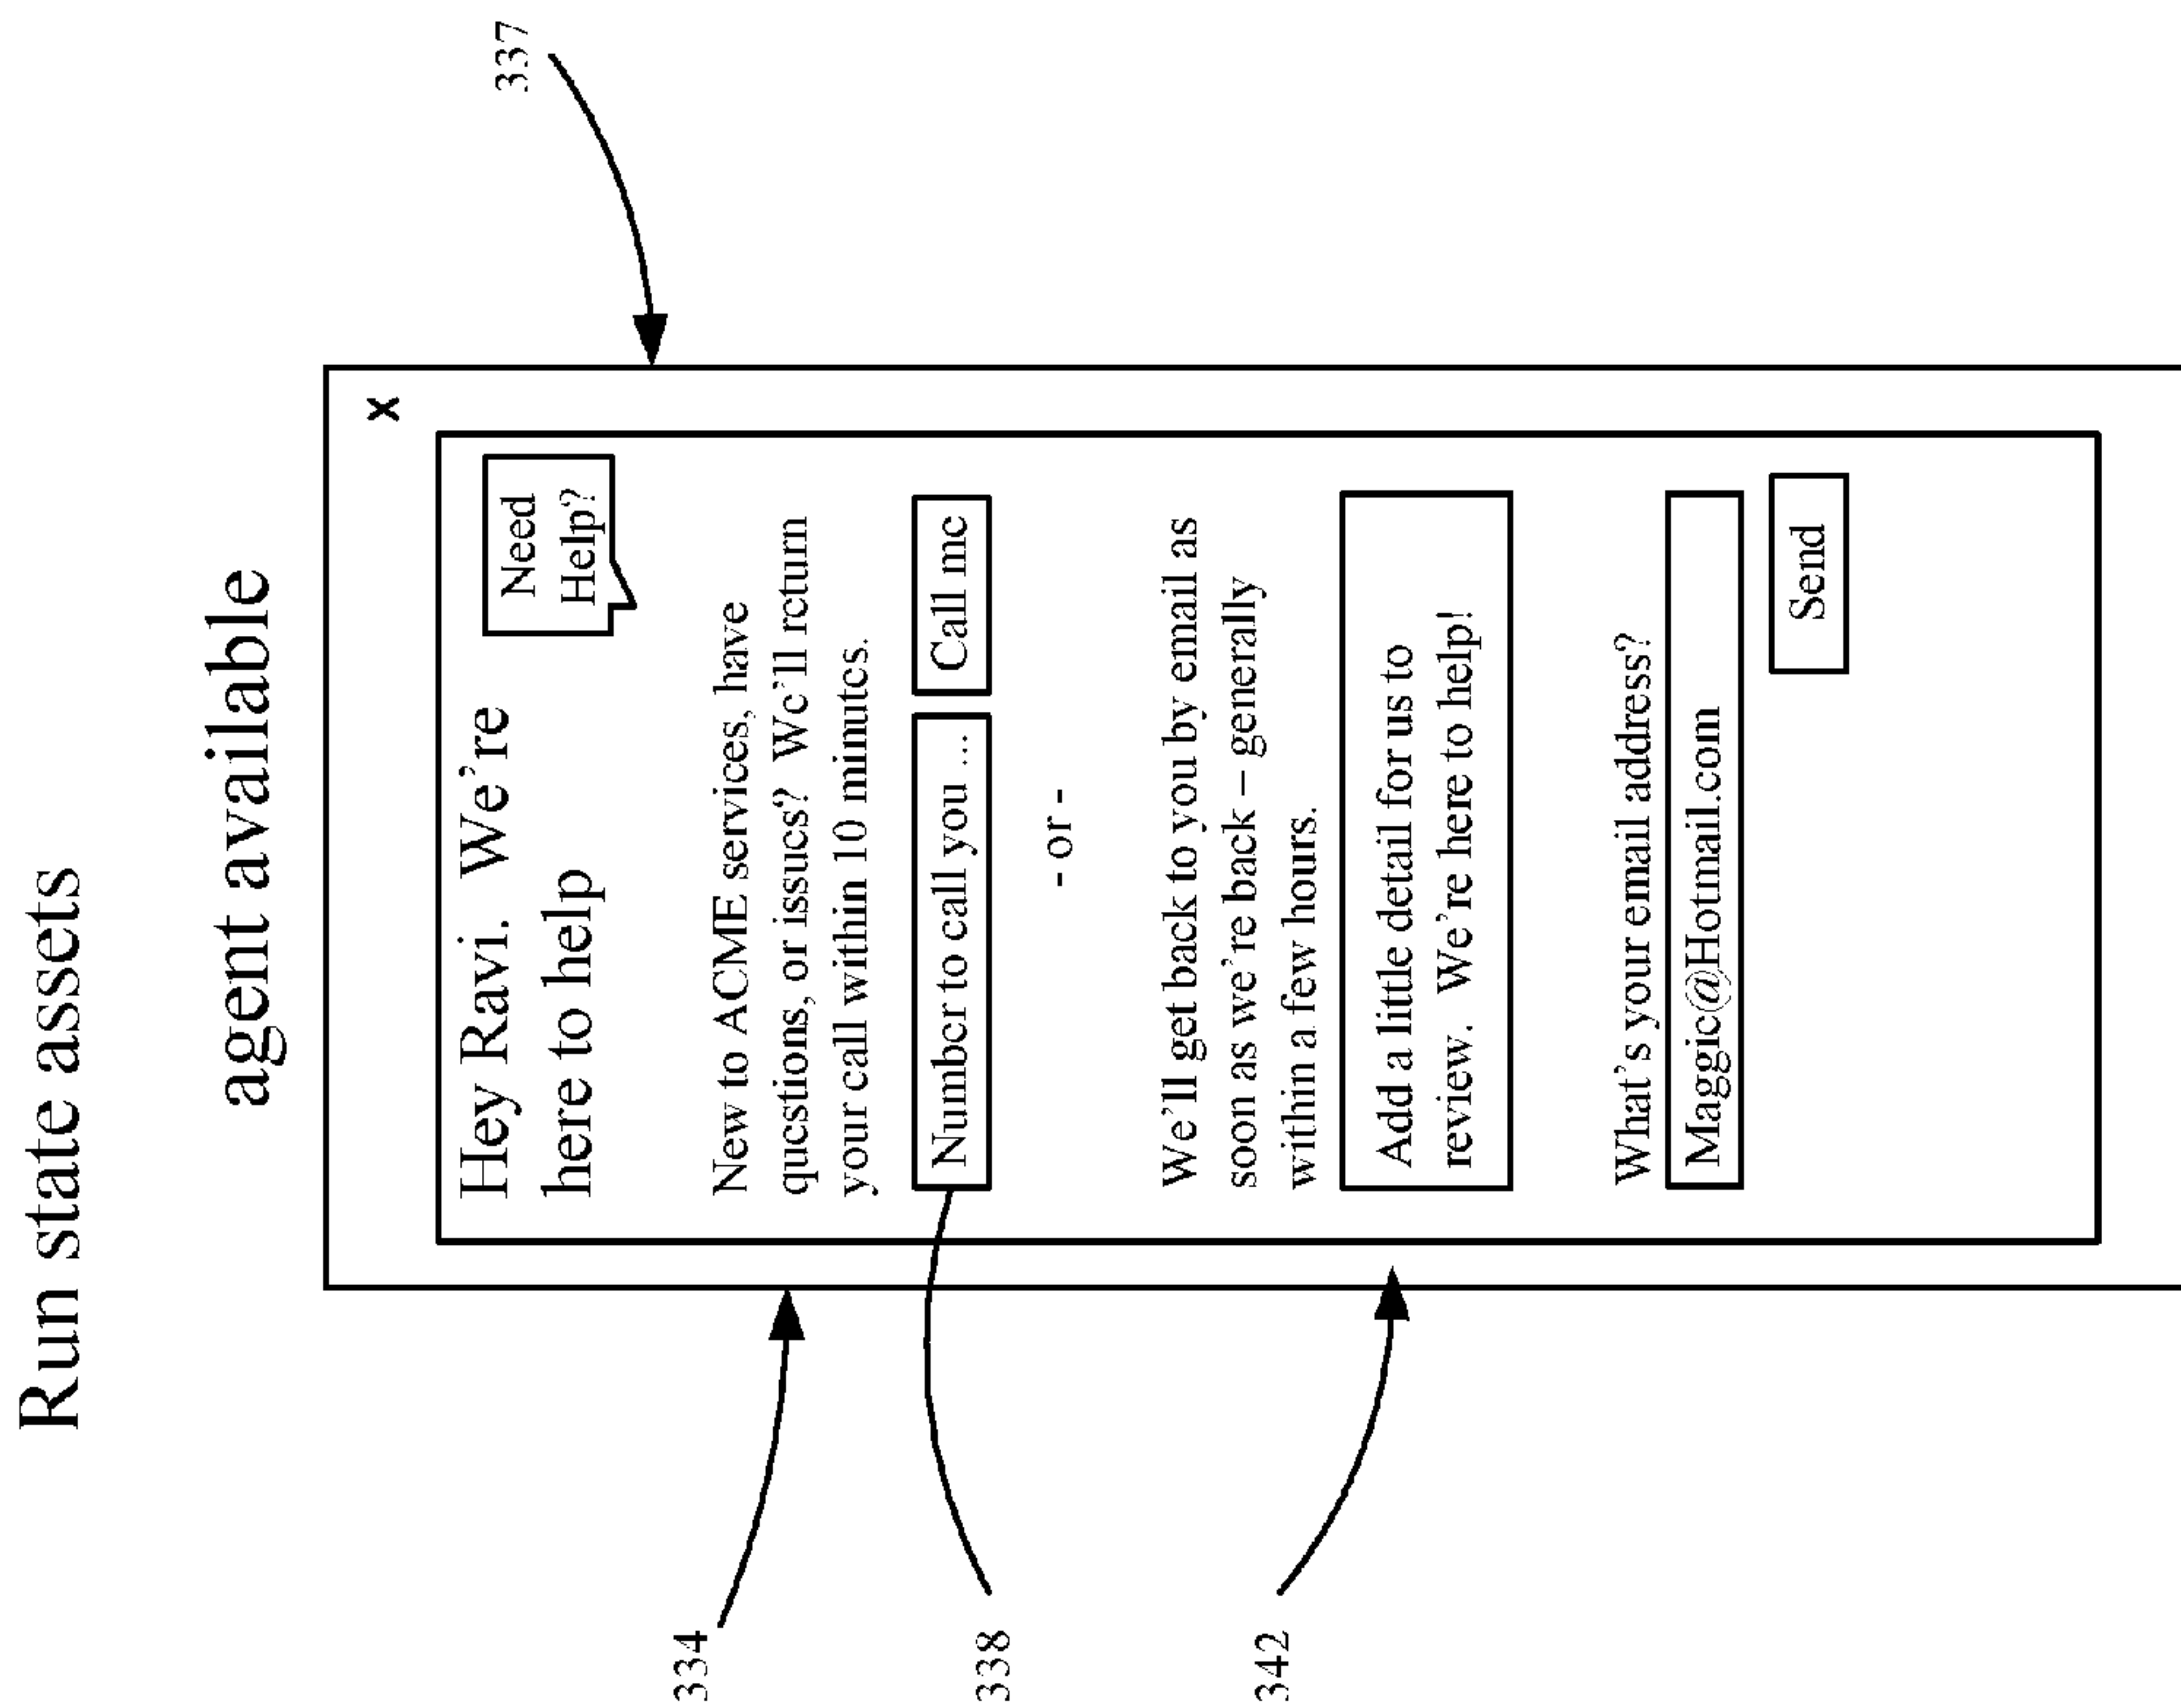 Run state assets
agent available
337
x
Hey Ravi. We're
here to help
Need
Help?
New to ACME services, have
questions, or issues? We'll return
your call within 10 minutes.
334
Number to call you ...
Call me
338
- or -
We'll get back to you by email as
soon as we're back – generally
within a few hours.
342
Add a little detail for us to
review. We're here to help!
What's your email address?
Maggie@Hotmail.com
Send